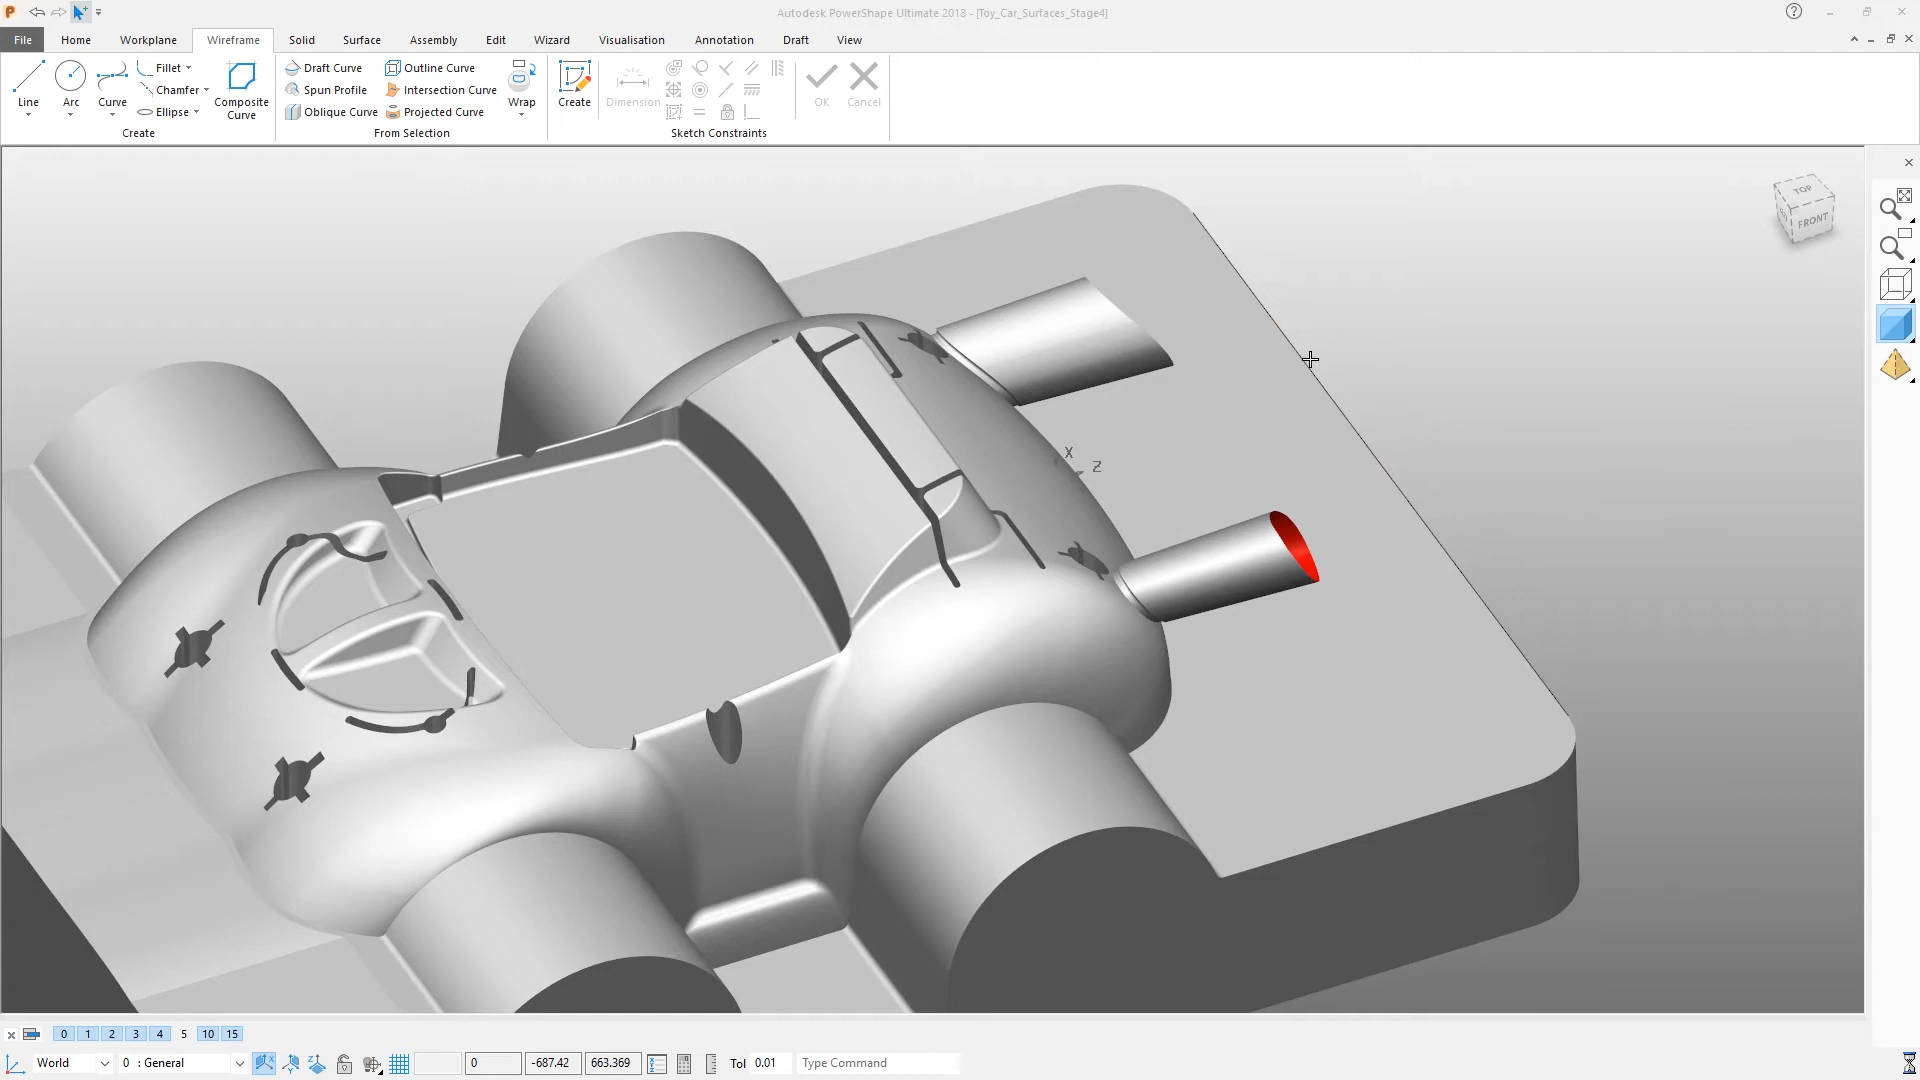 Autodesk PowerShape Ultimate 2018 - [Toy_Car_Surfaces_Stage4]
File Home Workplane Wireframe Solid Surface Assembly Edit Wizard Visualisation Annotation Draft View
Line Arc Curve Fillet Chamfer Ellipse Composite Curve
Create
Draft Curve Outline Curve
Spun Profile Intersection Curve
Oblique Curve Projected Curve
Wrap
From Selection
Create Dimension OK Cancel
Sketch Constraints
TOP
FRONT
X
Z
0 1 2 3 4 5 10 15
World 0 : General 0 -687.42 663.369 Tol 0.01 Type Command